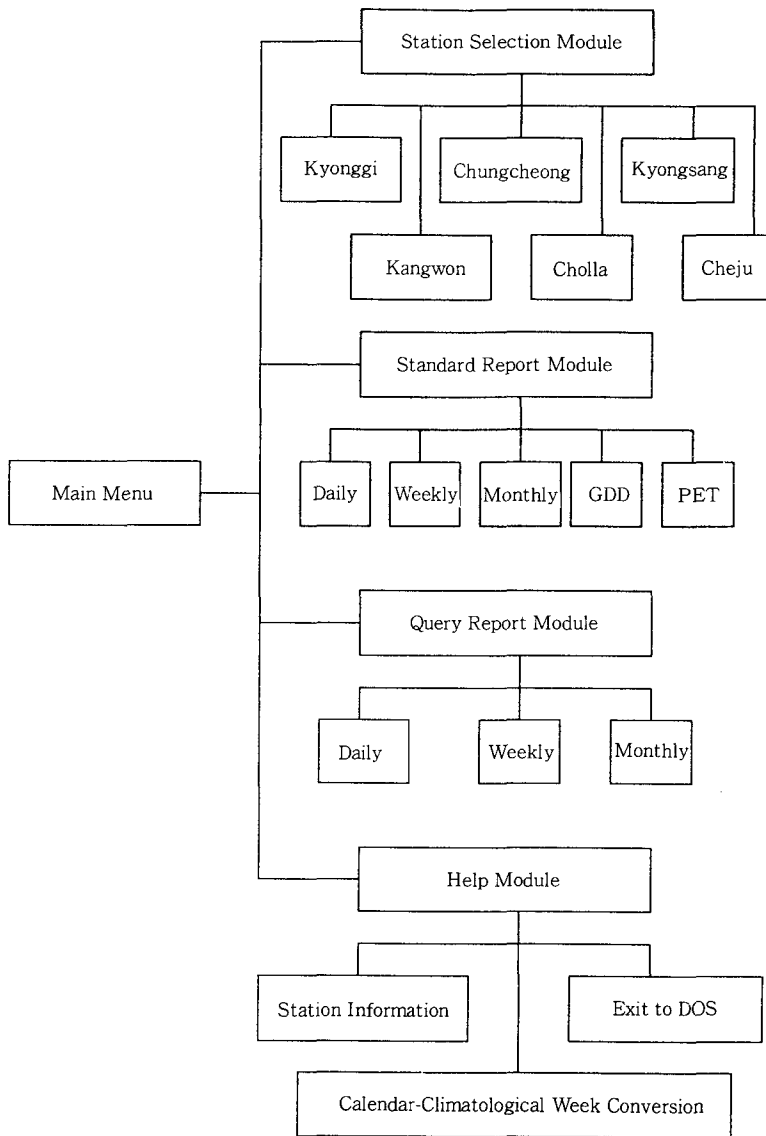 Station Selection Module
Kyonggi
Chungcheong
Kyongsang
Kangwon
Cholla
Cheju
Standard Report Module
Main Menu
Daily
Weekly
Monthly
GDD
PET
Query Report Module
Daily
Weekly
Monthly
Help Module
Station Information
Exit to DOS
Calendar-Climatological Week Conversion